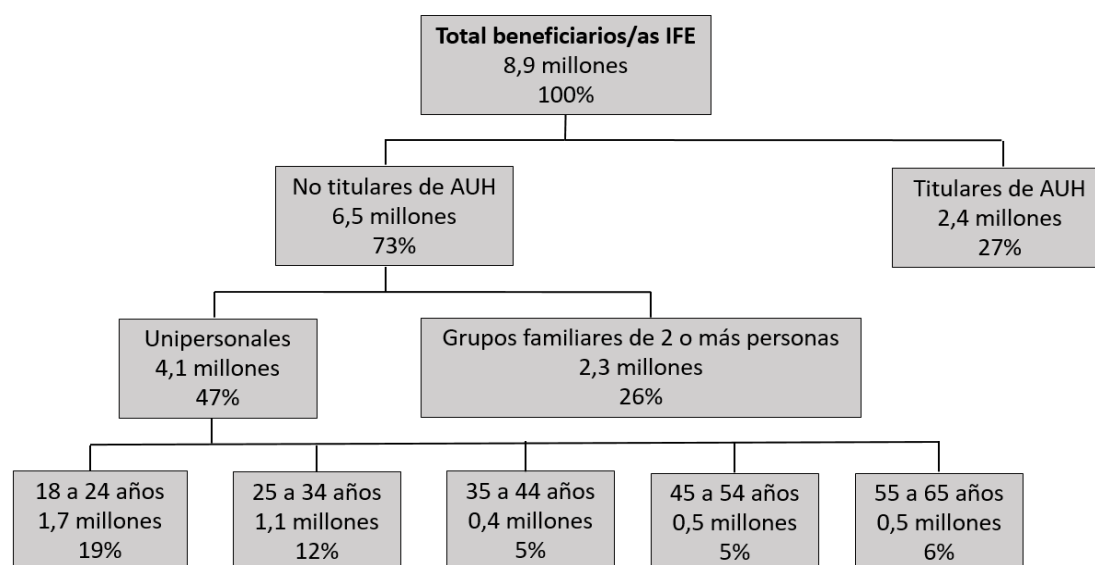 Total beneficiarios/as IFE
8,9 millones
100%
No titulares de AUH
6,5 millones
73%
Titulares de AUH
2,4 millones
27%
Unipersonales
4,1 millones
47%
Grupos familiares de 2 o más personas
2,3 millones
26%
18 a 24 años
1,7 millones
19%
25 a 34 años
1,1 millones
12%
35 a 44 años
0,4 millones
5%
45 a 54 años
0,5 millones
5%
55 a 65 años
0,5 millones
6%